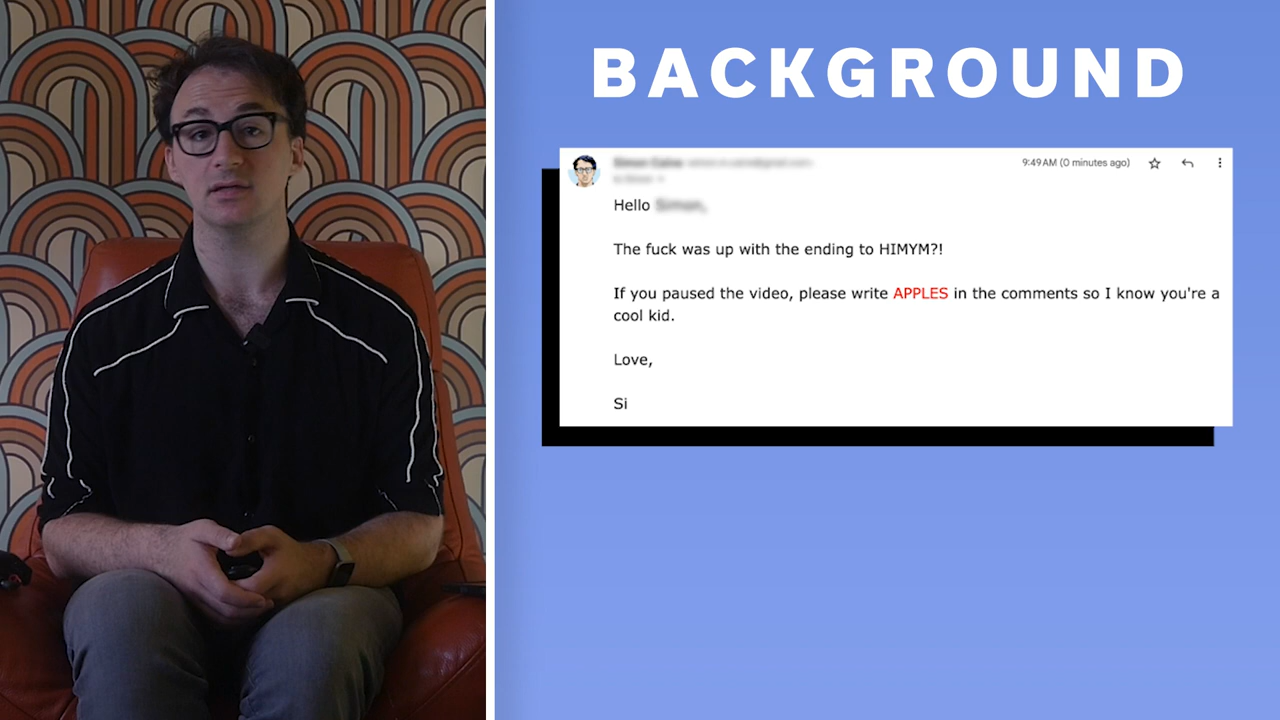 BACKGROUND
9:49 AM (0 minutes ago)
Hello
The fuck was up with the ending to HIMYM?!
If you paused the video, please write APPLES in the comments so I know you're a
cool kid.
Love,
Si